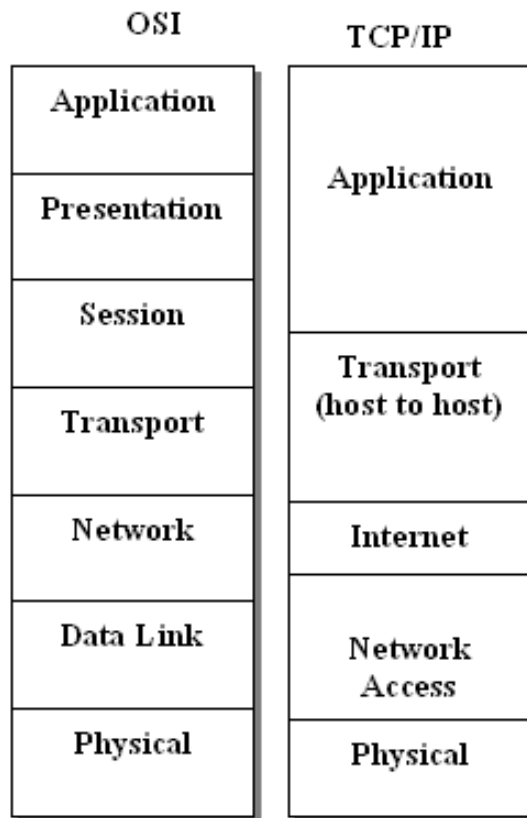 OSI
Application
Presentation
Session
Transport
Network
Data Link
Physical
TCP/IP
Application
Transport
(host to host)
Internet
Network
Access
Physical